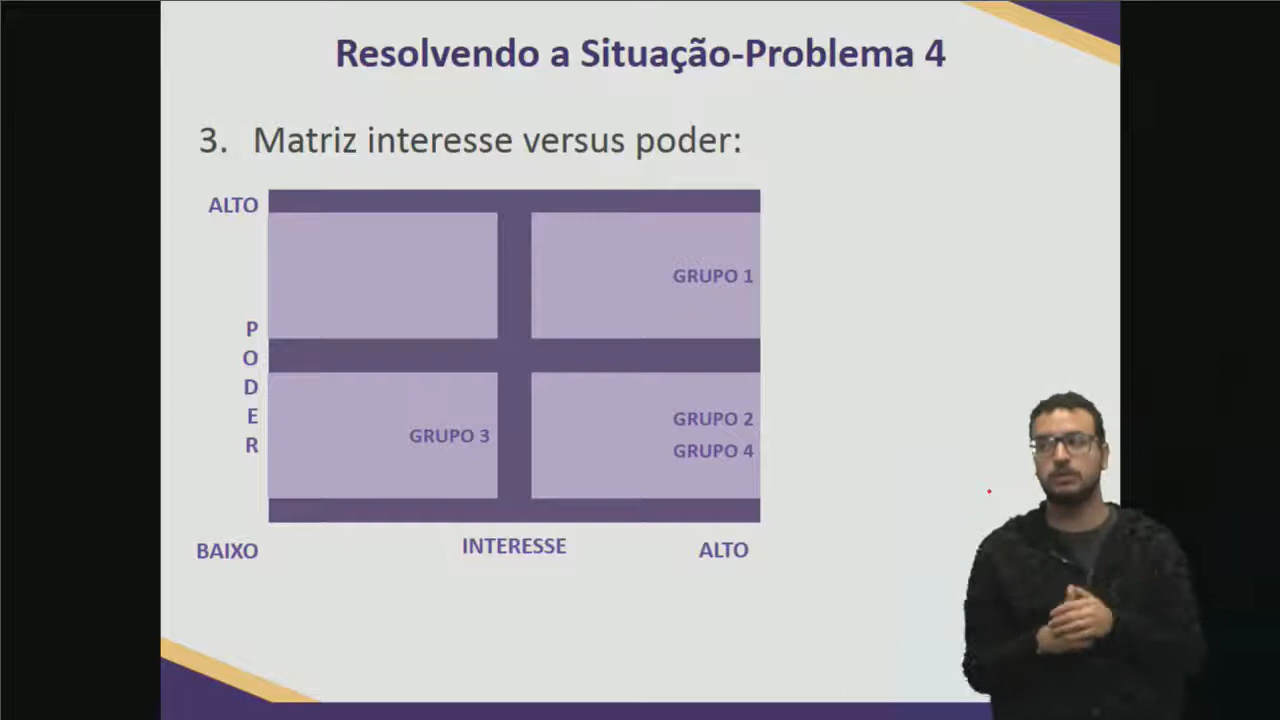 Resolvendo a Situação-Problema 4
3. Matriz interesse versus poder:
ALTO
GRUPO 1
P
O
D
E
R
GRUPO 3
GRUPO 2
GRUPO 4
BAIXO
INTERESSE
ALTO